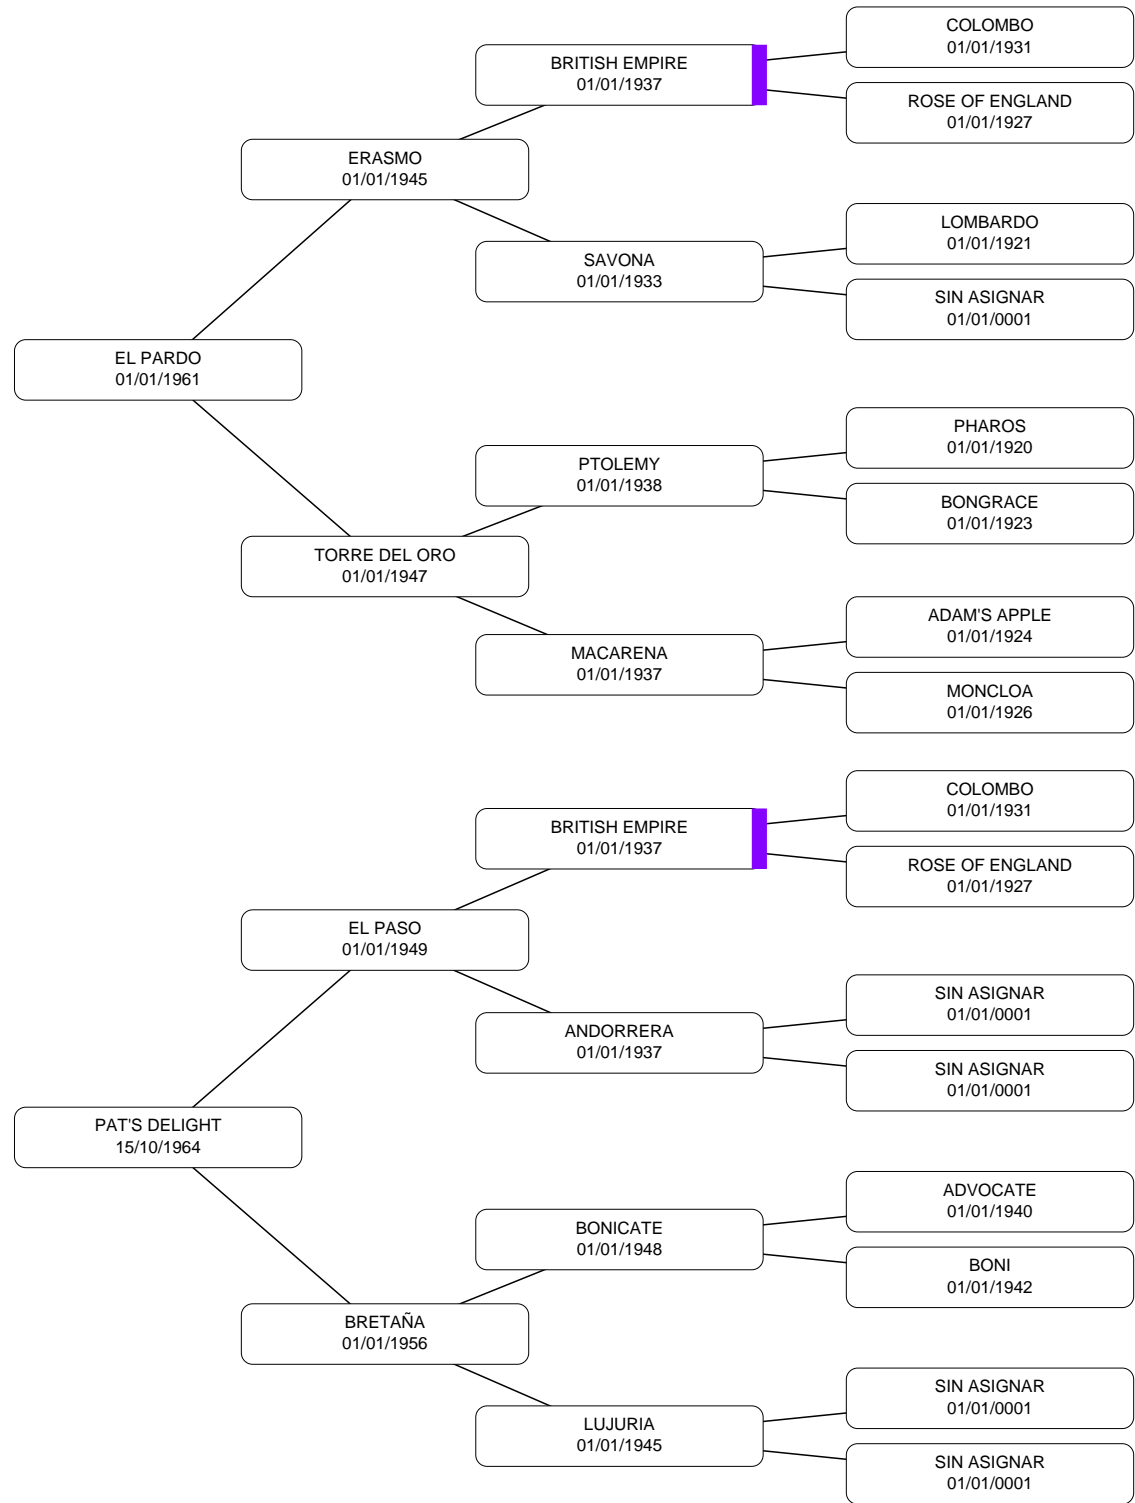 COLOMBO
01/01/1931
BRITISH EMPIRE
01/01/1937
ROSE OF ENGLAND
01/01/1927
ERASMO
01/01/1945
LOMBARDO
01/01/1921
SAVONA
01/01/1933
SIN ASIGNAR
01/01/0001
EL PARDO
01/01/1961
PHAROS
01/01/1920
PTOLEMY
01/01/1938
BONGRACE
01/01/1923
TORRE DEL ORO
01/01/1947
ADAM'S APPLE
01/01/1924
MACARENA
01/01/1937
MONCLOA
01/01/1926
COLOMBO
01/01/1931
BRITISH EMPIRE
01/01/1937
ROSE OF ENGLAND
01/01/1927
EL PASO
01/01/1949
SIN ASIGNAR
01/01/0001
ANDORRERA
01/01/1937
SIN ASIGNAR
01/01/0001
PAT'S DELIGHT
15/10/1964
ADVOCATE
01/01/1940
BONICATE
01/01/1948
BONI
01/01/1942
BRETAÑA
01/01/1956
SIN ASIGNAR
01/01/0001
LUJURIA
01/01/1945
SIN ASIGNAR
01/01/0001